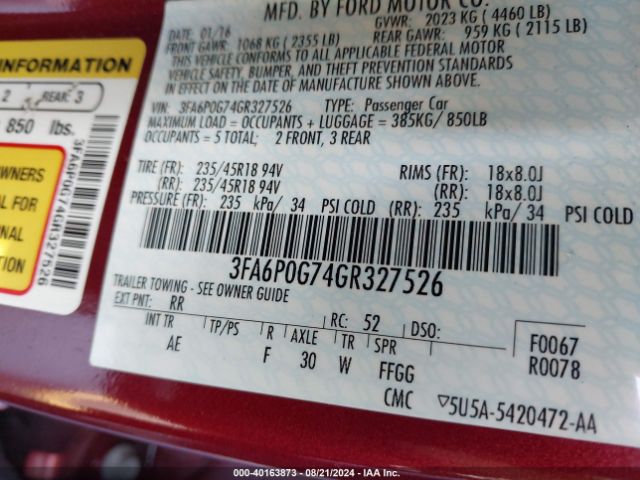 MFD. BY FORD MOTOR CO.
DATE: 01/16
GVWR: 2023 KG ( 4460 LB)
FRONT GAWR: 1068 KG ( 2355 LB)
REAR GAWR: 959 KG ( 2115 LB)
THIS VEHICLE CONFORMS TO ALL APPLICABLE FEDERAL MOTOR
VEHICLE SAFETY, BUMPER, AND THEFT PREVENTION STANDARDS
IN EFFECT ON THE DATE OF MANUFACTURE SHOWN ABOVE.
VIN: 3FA6P0G74GR327526 TYPE: Passenger Car
MAXIMUM LOAD = OCCUPANTS + LUGGAGE = 385KG/ 850LB
OCCUPANTS = 5 TOTAL; 2 FRONT, 3 REAR
TIRE (FR): 235/45R18 94V RIMS (FR): 18x8.0J
(RR): 235/45R18 94V (RR): 18x8.0J
PRESSURE (FR): 235 kPa/ 34 PSI COLD (RR): 235 kPa/ 34 PSI COLD
3FA6P0G74GR327526
TRAILER TOWING - SEE OWNER GUIDE
EXT PNT: RR RC: 52 DSO:
INT TR TP/PS R AXLE TR SPR
AE F 30 W FFGG
F0067
R0078
CMC ▽5U5A-5420472-AA
INFORMATION
2 REAR: 3
850 lbs.
3FA6P0G74GR327526
OWNERS
AL FOR
ONAL
000-40163873 - 08/21/2024 - IAA Inc.